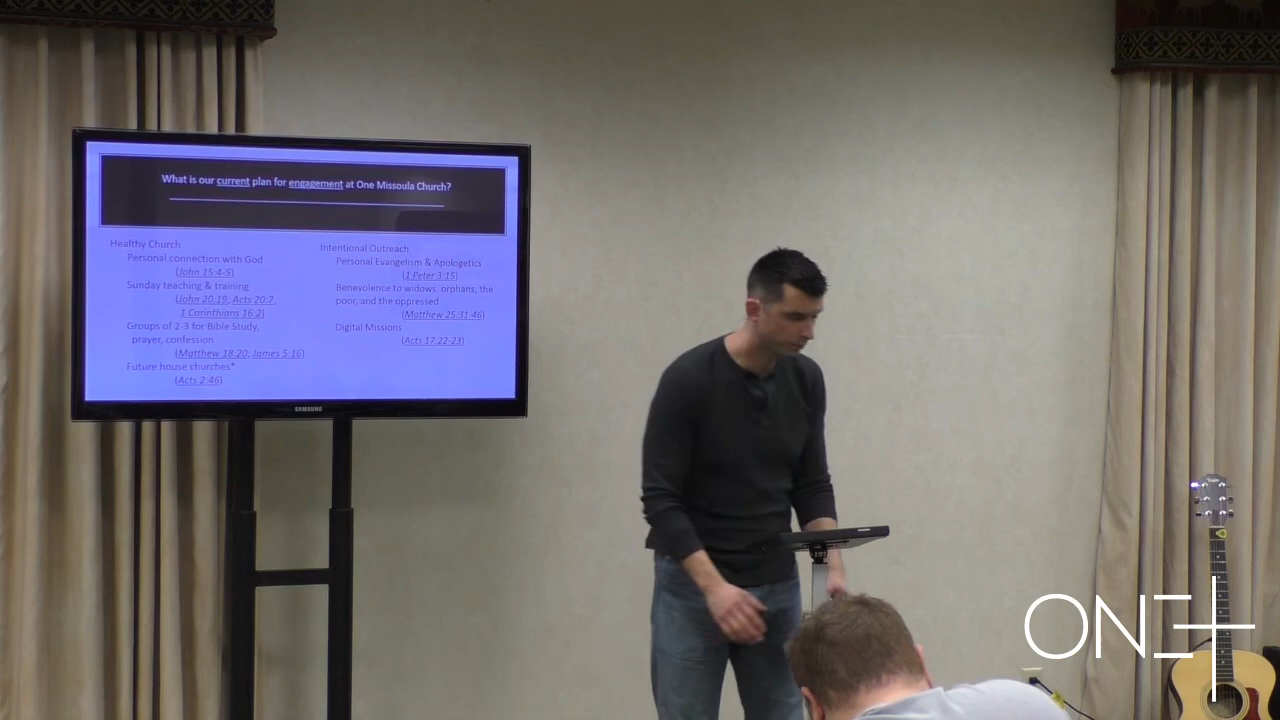 What is our current plan for engagement at One Missoula Church?
Healthy Church
Personal connection with God
(John 15:4-5)
Sunday teaching & training
(John 20:19; Acts 20:7,
1 Corinthians 16:2)
Groups of 2-3 for Bible Study,
prayer, confession
(Matthew 18:20; James 5:16)
Future house churches*
(Acts 2:46)
Intentional Outreach
Personal Evangelism & Apologetics
(1 Peter 3:15)
Benevolence to widows, orphans, the
poor, and the oppressed
(Matthew 25:31-46)
Digital Missions
(Acts 17:22-23)
SAMSUNG
ONE